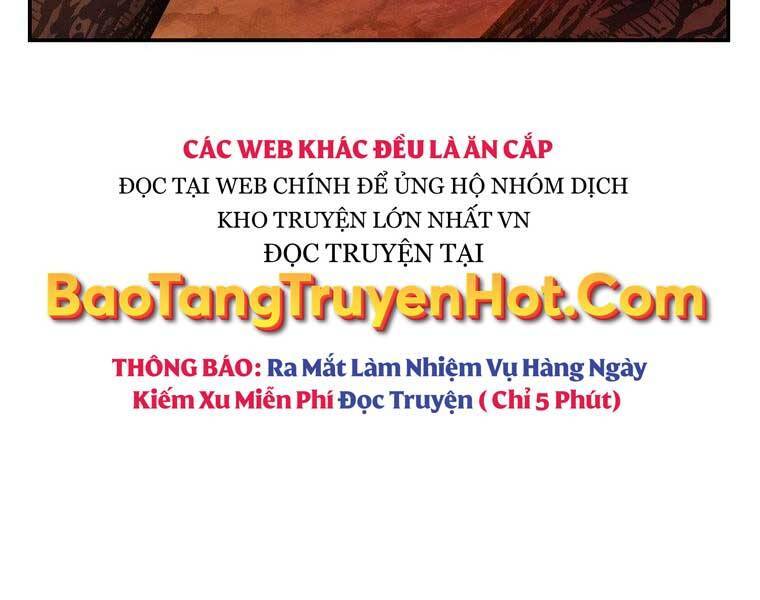 CÁC WEB KHÁC ĐỀU LÀ ĂN CẮP
ĐỌC TẠI WEB CHÍNH ĐỂ ỦNG HỘ NHÓM DỊCH
KHO TRUYỆN LỚN NHẤT VN
ĐỌC TRUYỆN TẠI
BaoTangTruyenHot.Com
THÔNG BÁO: Ra Mắt Làm Nhiệm Vụ Hàng Ngày
Kiếm Xu Miễn Phí Đọc Truyện ( Chỉ 5 Phút)